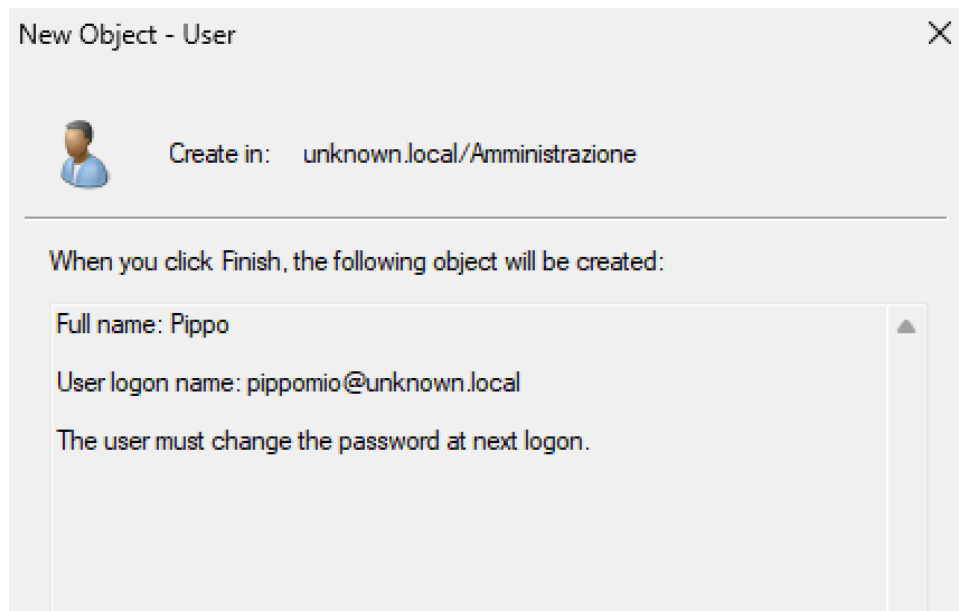 New Object - User
Create in: unknown.local/Amministrazione
When you click Finish, the following object will be created:
Full name: Pippo
User logon name: pippomio@unknown.local
The user must change the password at next logon.